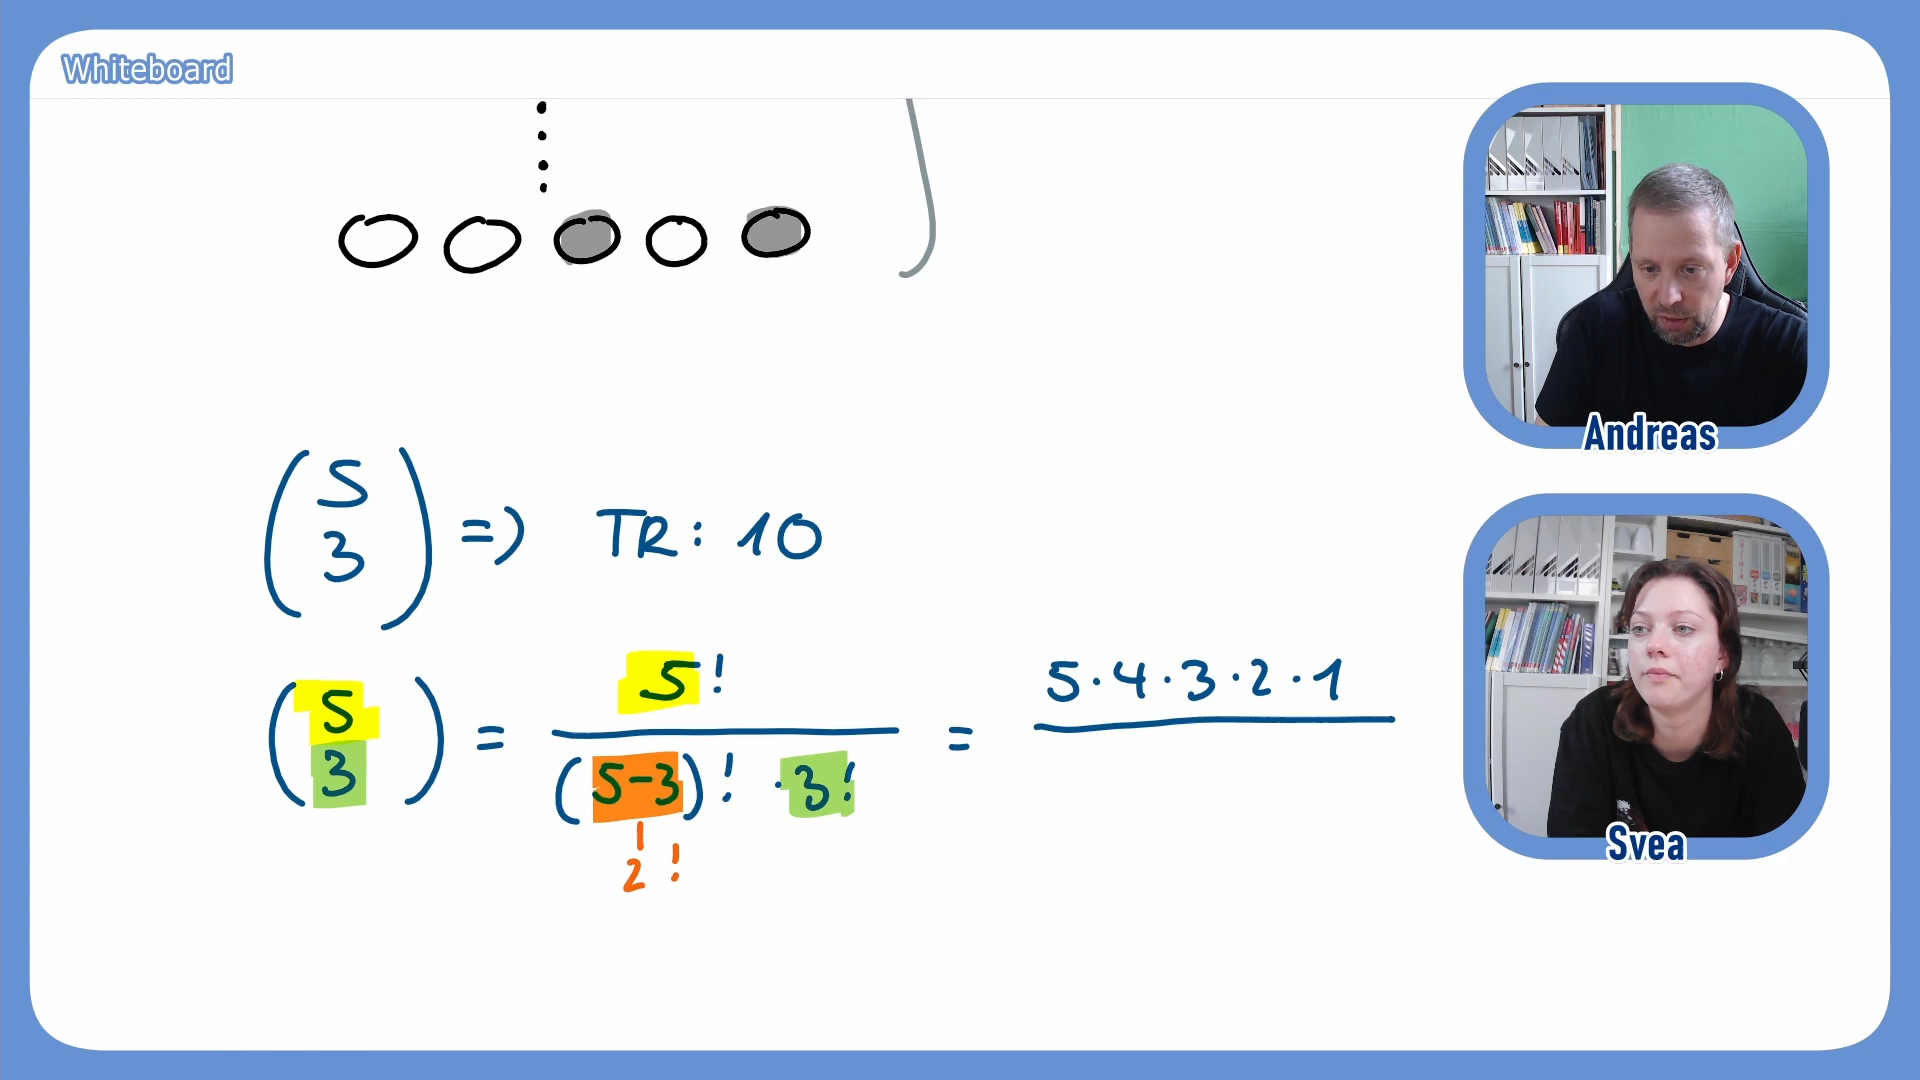 Whiteboard
Andreas
(5 3) => TR: 10
(5 3) = 5! / ((5-3)! · 3!) = 5·4·3·2·1
2!
Svea